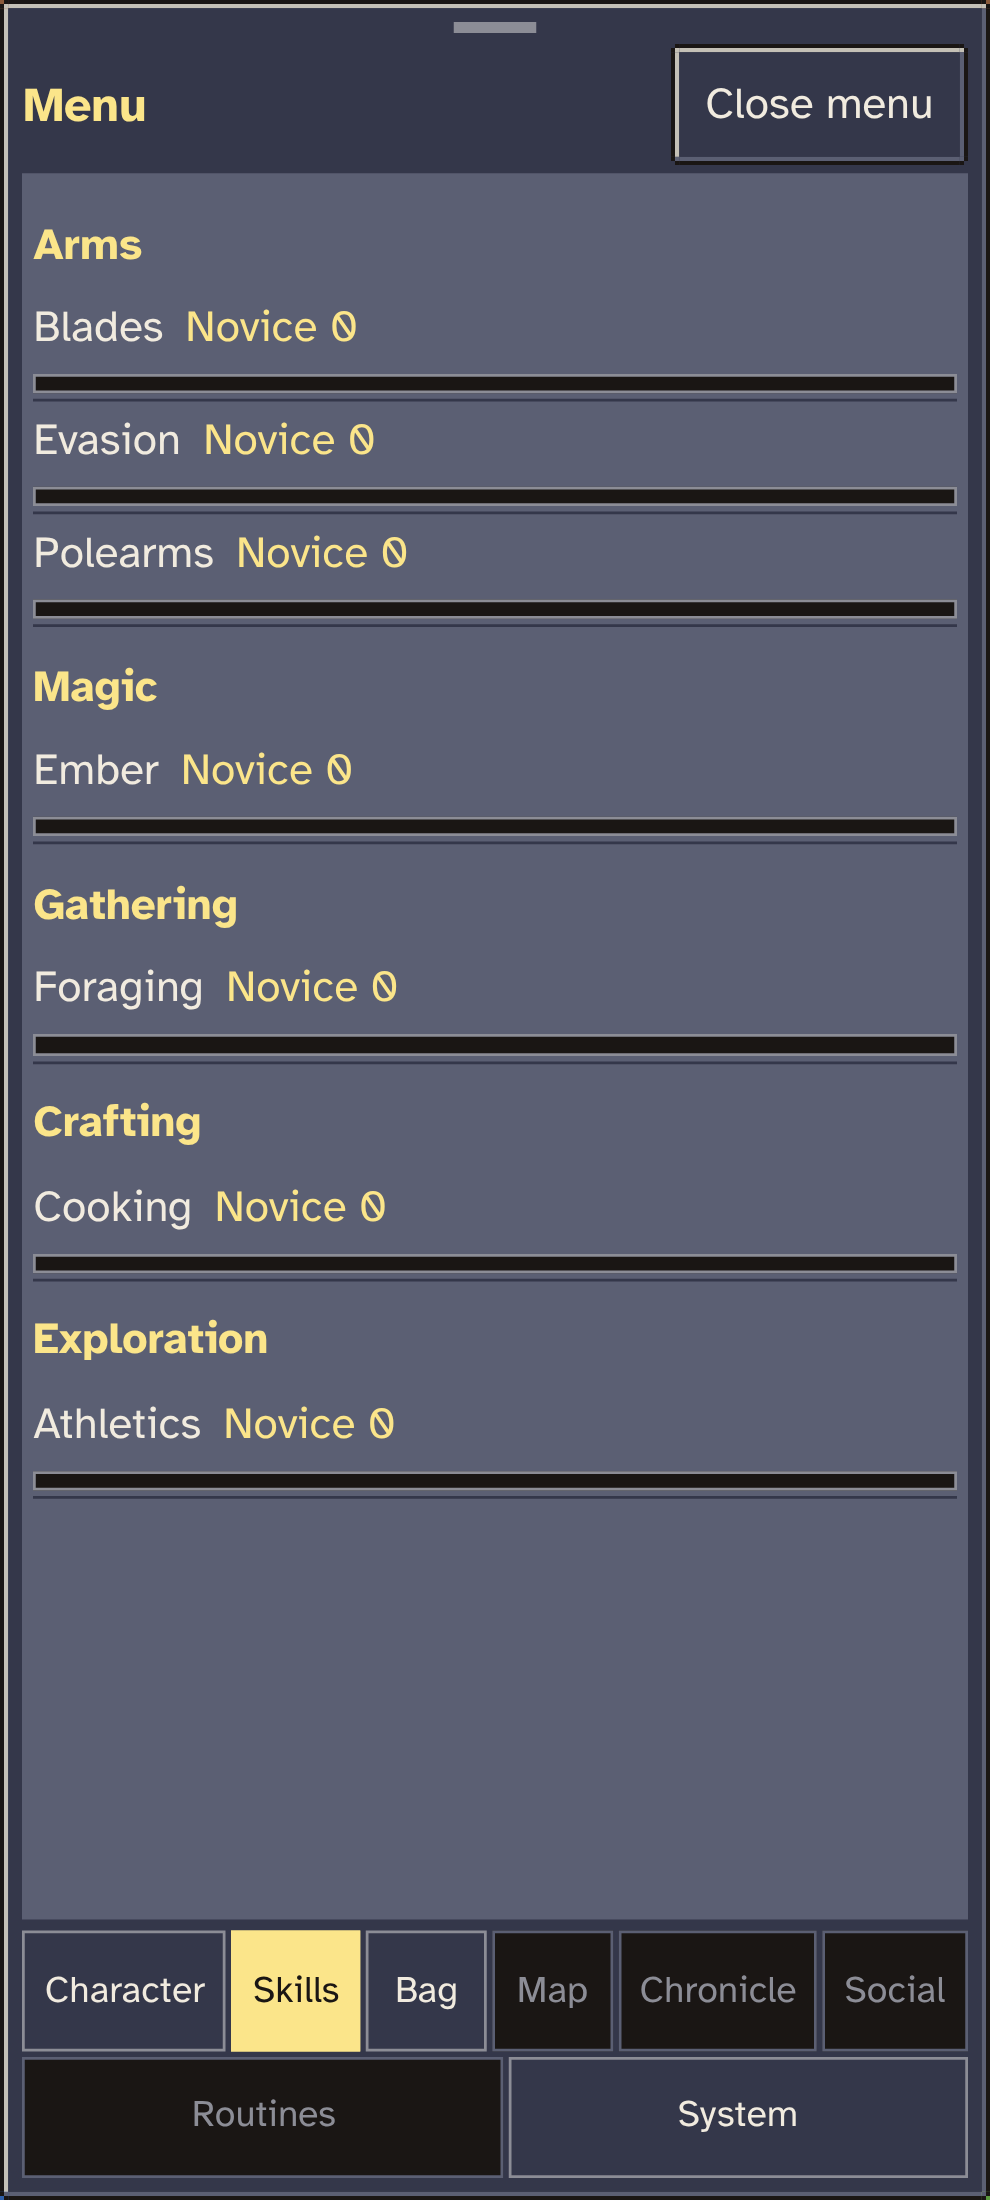 Menu
Close menu
Arms
Blades Novice 0
Evasion Novice 0
Polearms Novice 0
Magic
Ember Novice 0
Gathering
Foraging Novice 0
Crafting
Cooking Novice 0
Exploration
Athletics Novice 0
Character Skills Bag Map Chronicle Social
Routines System